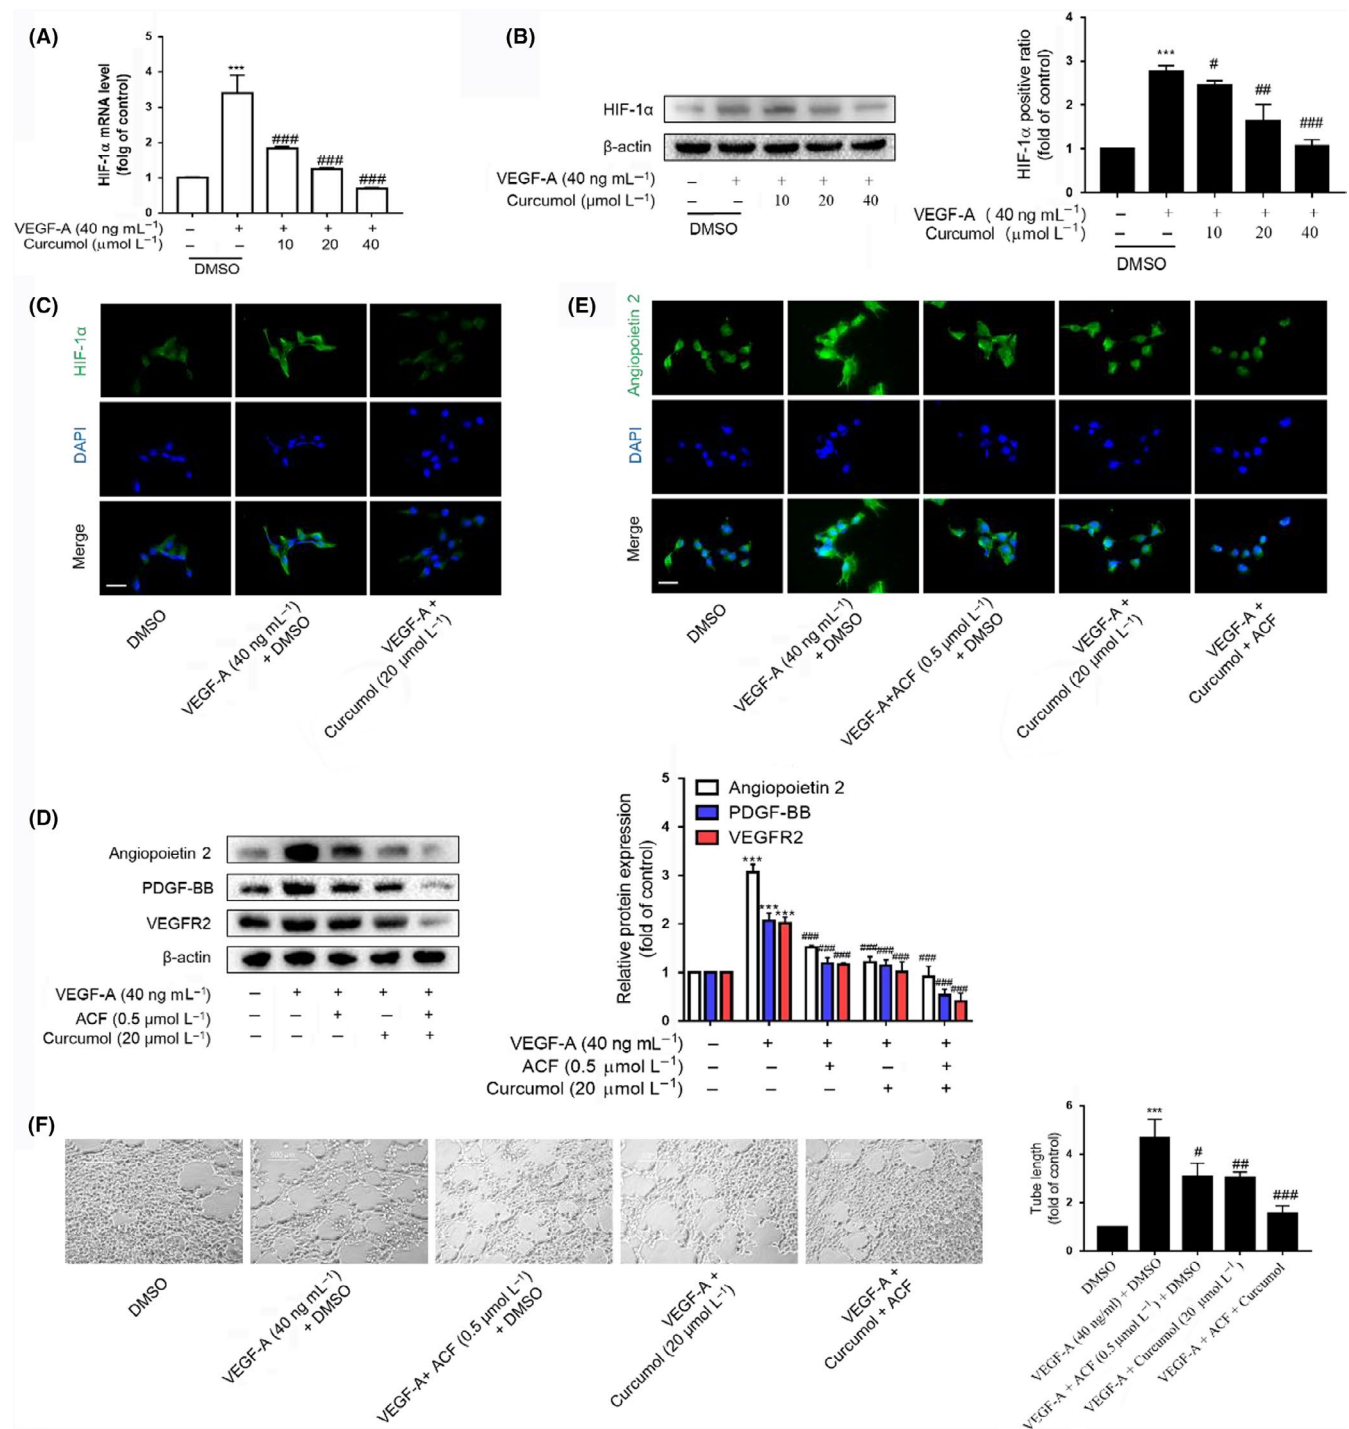 (A)
HIF-1α mRNA level
(folg of control)
5
4
3
2
1
0
***
###
###
###
VEGF-A (40 ng mL−1) − + + + +
Curcumol (μmol L−1) − − 10 20 40
DMSO
(B)
HIF-1α
β-actin
VEGF-A (40 ng mL−1) − + + + +
Curcumol (μmol L−1) − − 10 20 40
DMSO
HIF-1α positive ratio
(fold of control)
4
3
2
1
0
***
#
##
###
VEGF-A ( 40 ng mL−1) − + + + +
Curcumol (μmol L−1) − − 10 20 40
DMSO
(C)
HIF-1α
DAPI
Merge
DMSO
VEGF-A (40 ng mL−1)
+ DMSO
VEGF-A +
Curcumol (20 μmol L−1)
(E)
Angiopoietin 2
DAPI
Merge
DMSO
VEGF-A (40 ng mL−1)
+ DMSO
VEGF-A+ACF (0.5 μmol L−1)
+ DMSO
VEGF-A +
Curcumol (20 μmol L−1)
VEGF-A +
Curcumol + ACF
(D)
Angiopoietin 2
PDGF-BB
VEGFR2
β-actin
VEGF-A (40 ng mL−1) − + + + +
ACF (0.5 μmol L−1) − − + − +
Curcumol (20 μmol L−1) − − − + +
Relative protein expression
(fold of control)
5
4
3
2
1
0
Angiopoietin 2
PDGF-BB
VEGFR2
***
***
***
###
###
###
###
###
###
###
###
###
VEGF-A (40 ng mL−1) − + + + +
ACF (0.5 μmol L−1) − − + − +
Curcumol (20 μmol L−1) − − − + +
(F)
DMSO
VEGF-A (40 ng mL−1)
+ DMSO
VEGF-A+ ACF (0.5 μmol L−1)
+ DMSO
VEGF-A +
Curcumol (20 μmol L−1)
VEGF-A +
Curcumol + ACF
Tube length
(fold of control)
6
4
2
0
***
#
##
###
DMSO
VEGF-A (40 ng/ml) + DMSO
VEGF-A + ACF (0.5 μmol L−1) + DMSO
VEGF-A + Curcumol (20 μmol L−1)
VEGF-A + ACF + Curcumol